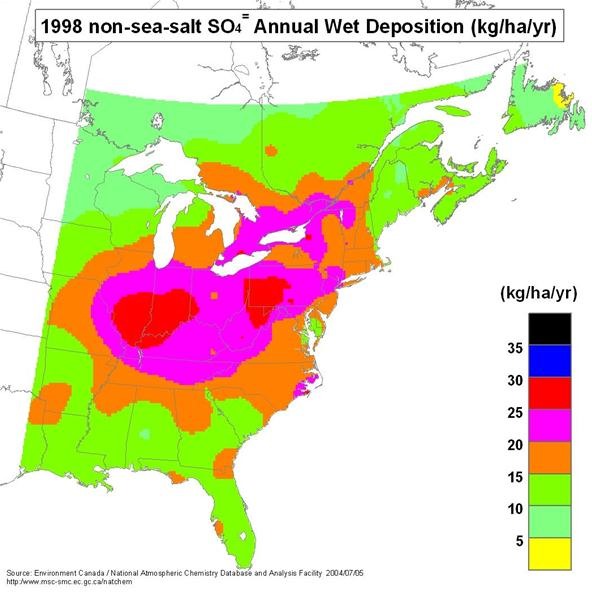 1998 non-sea-salt SO₄⁼ Annual Wet Deposition (kg/ha/yr)
(kg/ha/yr)
35
30
25
20
15
10
5
Source: Environment Canada / National Atmospheric Chemistry Database and Analysis Facility 2004/07/05
http://www.msc-smc.ec.gc.ca/natchem